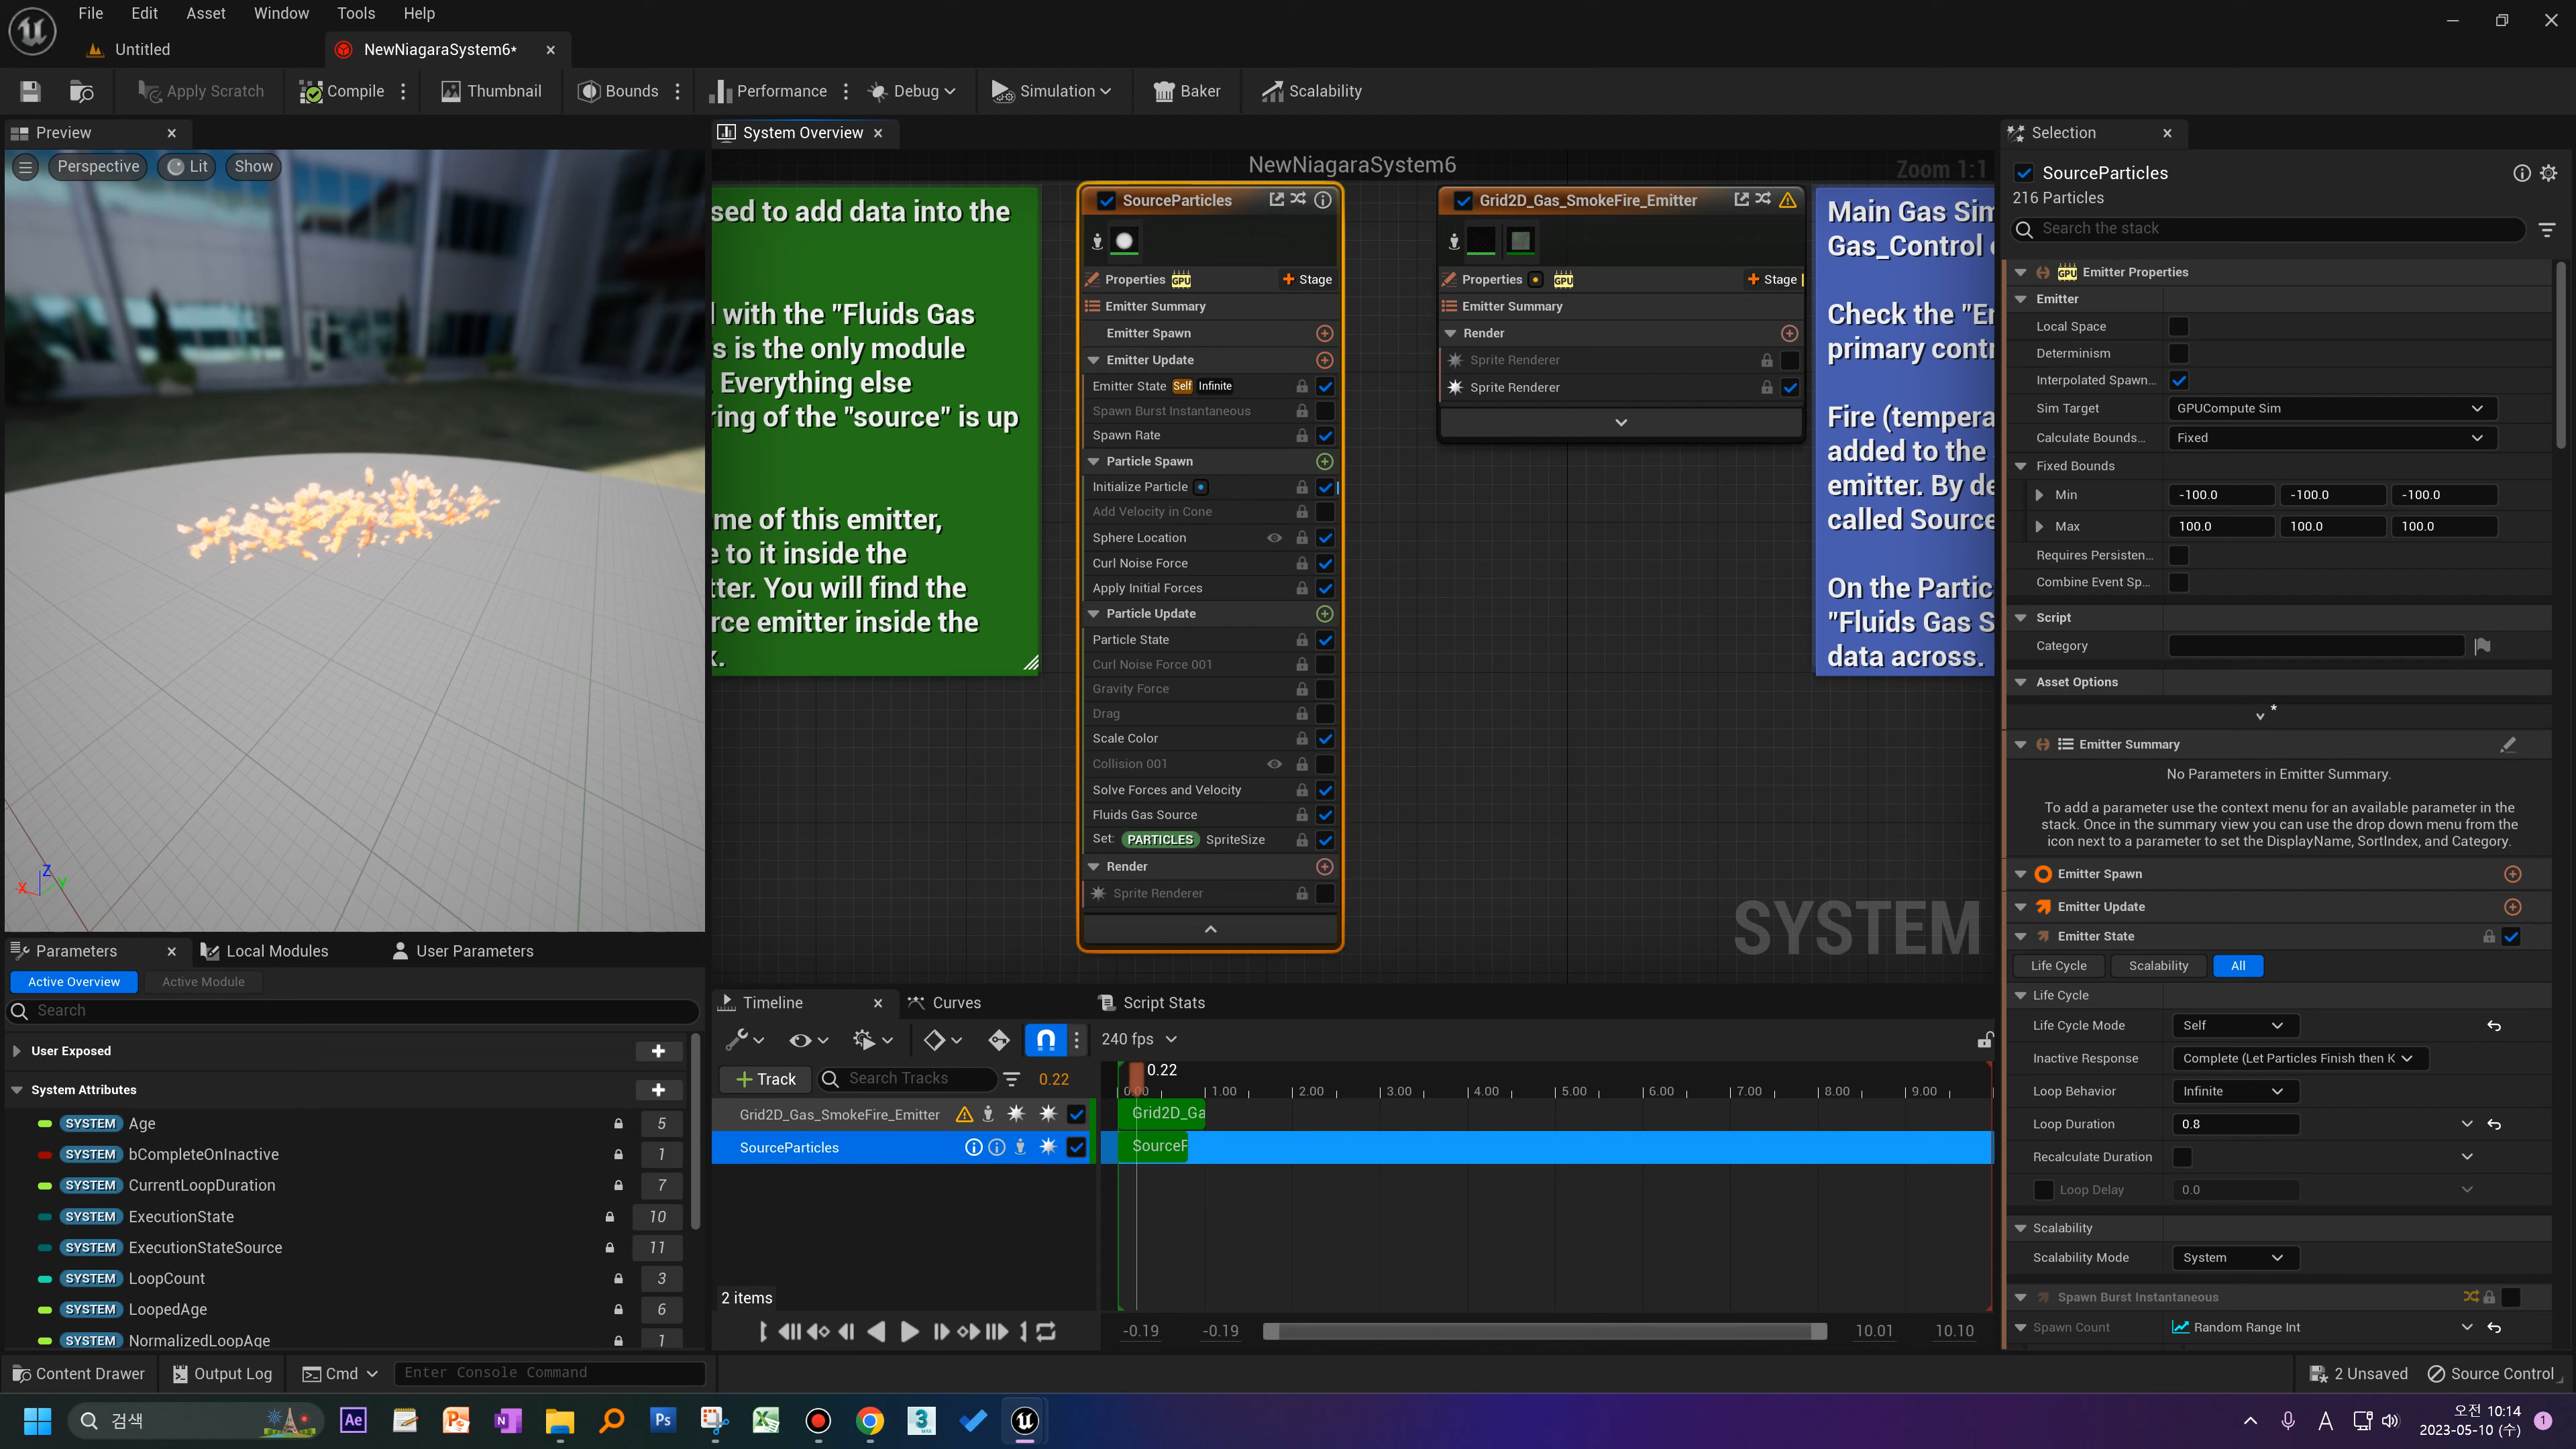 File Edit Asset Window Tools Help
Untitled NewNiagaraSystem6*
Apply Scratch Compile Thumbnail Bounds Performance Debug Simulation Baker Scalability
Preview
Perspective Lit Show
System Overview
NewNiagaraSystem6
Zoom 1:1
sed to add data into the
with the "Fluids Gas
s is the only module
Everything else
ring of the "source" is up
me of this emitter,
e to it inside the
tter. You will find the
rce emitter inside the
k.
SourceParticles
Properties GPU Stage
Emitter Summary
Emitter Spawn
Emitter Update
Emitter State Self Infinite
Spawn Burst Instantaneous
Spawn Rate
Particle Spawn
Initialize Particle
Add Velocity in Cone
Sphere Location
Curl Noise Force
Apply Initial Forces
Particle Update
Particle State
Curl Noise Force 001
Gravity Force
Drag
Scale Color
Collision 001
Solve Forces and Velocity
Fluids Gas Source
Set: PARTICLES SpriteSize
Render
Sprite Renderer
Grid2D_Gas_SmokeFire_Emitter
Properties GPU Stage
Emitter Summary
Render
Sprite Renderer
Sprite Renderer
Main Gas Sim
Gas_Control
Check the "E
primary cont
Fire (tempera
added to the
emitter. By de
called Source
On the Partic
"Fluids Gas S
data across.
SYSTEM
Selection
SourceParticles
216 Particles
Search the stack
GPU Emitter Properties
Emitter
Local Space
Determinism
Interpolated Spawn...
Sim Target GPUCompute Sim
Calculate Bounds... Fixed
Fixed Bounds
Min -100.0 -100.0 -100.0
Max 100.0 100.0 100.0
Requires Persisten...
Combine Event Sp...
Script
Category
Asset Options
*
Emitter Summary
No Parameters in Emitter Summary.
To add a parameter use the context menu for an available parameter in the
stack. Once in the summary view you can use the drop down menu from the
icon next to a parameter to set the DisplayName, SortIndex, and Category.
Emitter Spawn
Emitter Update
Emitter State
Life Cycle Scalability All
Life Cycle
Life Cycle Mode Self
Inactive Response Complete (Let Particles Finish then K
Loop Behavior Infinite
Loop Duration 0.8
Recalculate Duration
Loop Delay 0.0
Scalability
Scalability Mode System
Spawn Burst Instantaneous
Spawn Count Random Range Int
X Z Y
Parameters Local Modules User Parameters
Active Overview Active Module
Search
User Exposed
System Attributes
SYSTEM Age 5
SYSTEM bCompleteOnInactive 1
SYSTEM CurrentLoopDuration 7
SYSTEM ExecutionState 10
SYSTEM ExecutionStateSource 11
SYSTEM LoopCount 3
SYSTEM LoopedAge 6
SYSTEM NormalizedLoopAge 1
Timeline Curves Script Stats
240 fps
Track Search Tracks 0.22
0.22
0.00 1.00 2.00 3.00 4.00 5.00 6.00 7.00 8.00 9.00
Grid2D_Gas_SmokeFire_Emitter Grid2D_Ga
SourceParticles SourceF
2 items
-0.19 -0.19 10.01 10.10
Content Drawer Output Log Cmd Enter Console Command 2 Unsaved Source Control
검색 Ae Ps 3 MAX A 오전 10:14
2023-05-10 (수) 1